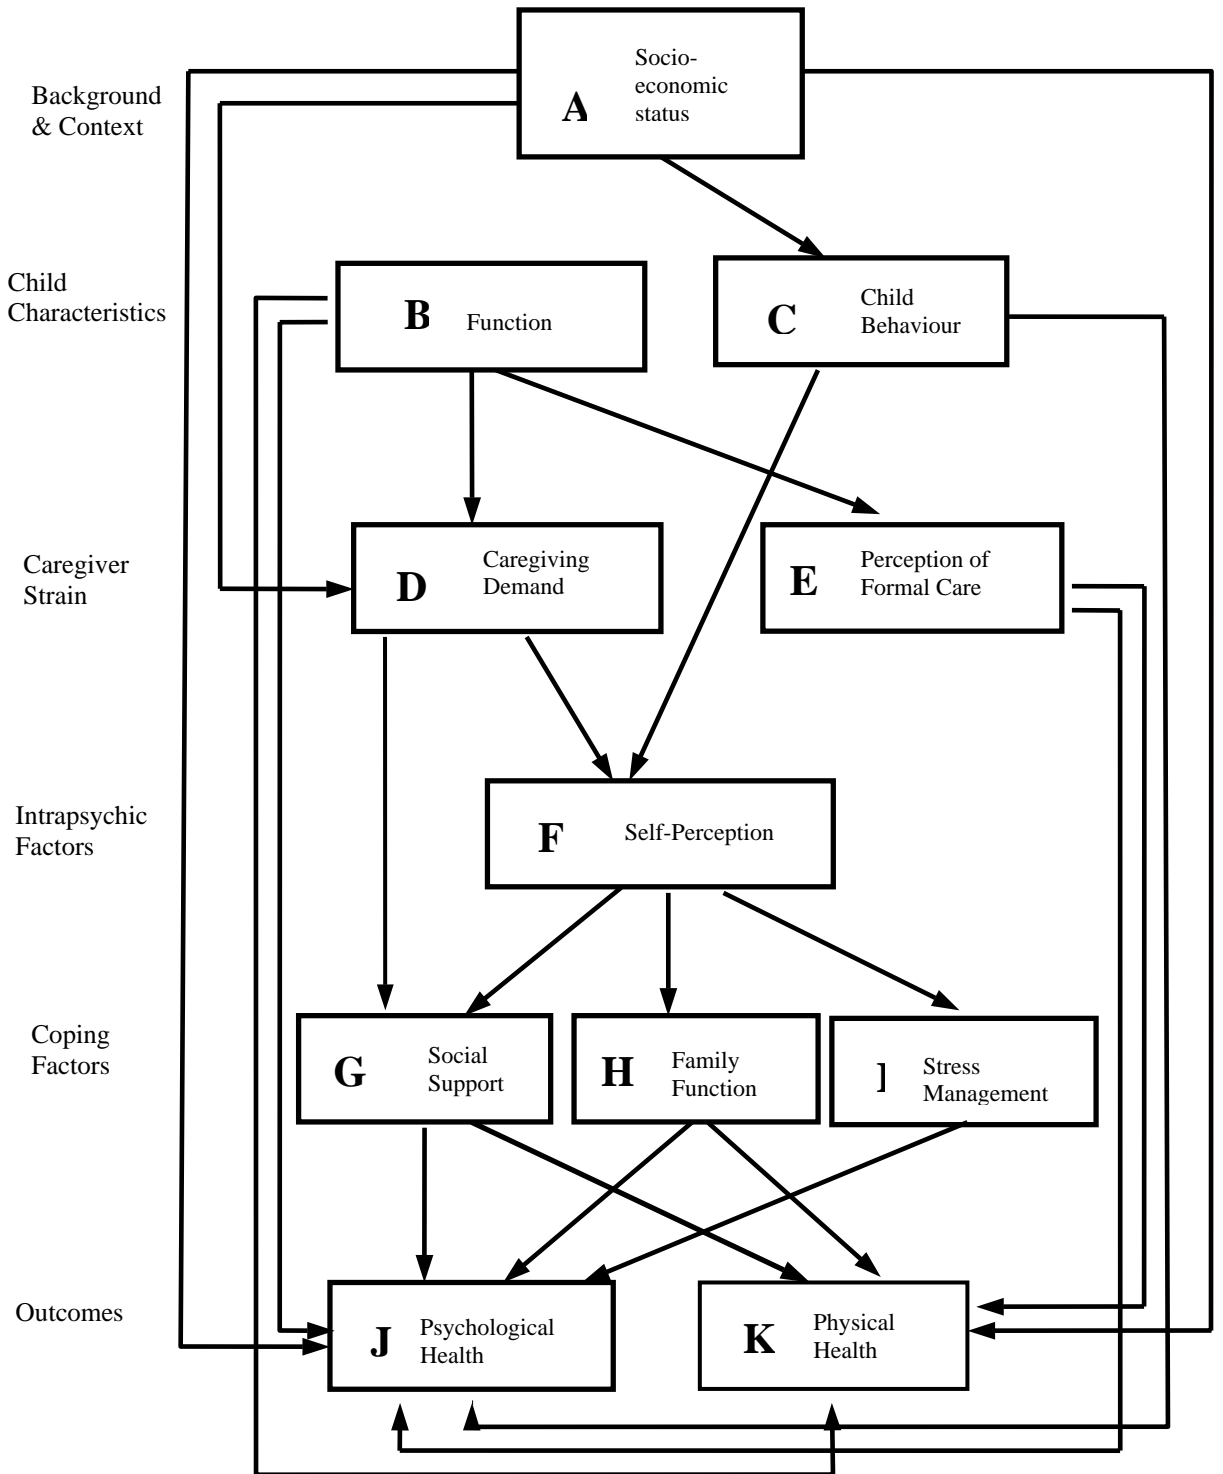 Background
& Context
A
Socio-
economic
status
Child
Characteristics
B
Function
C
Child
Behaviour
Caregiver
Strain
D
Caregiving
Demand
E
Perception of
Formal Care
Intrapsychic
Factors
F
Self-Perception
Coping
Factors
G
Social
Support
H
Family
Function
I
Stress
Management
Outcomes
J
Psychological
Health
K
Physical
Health